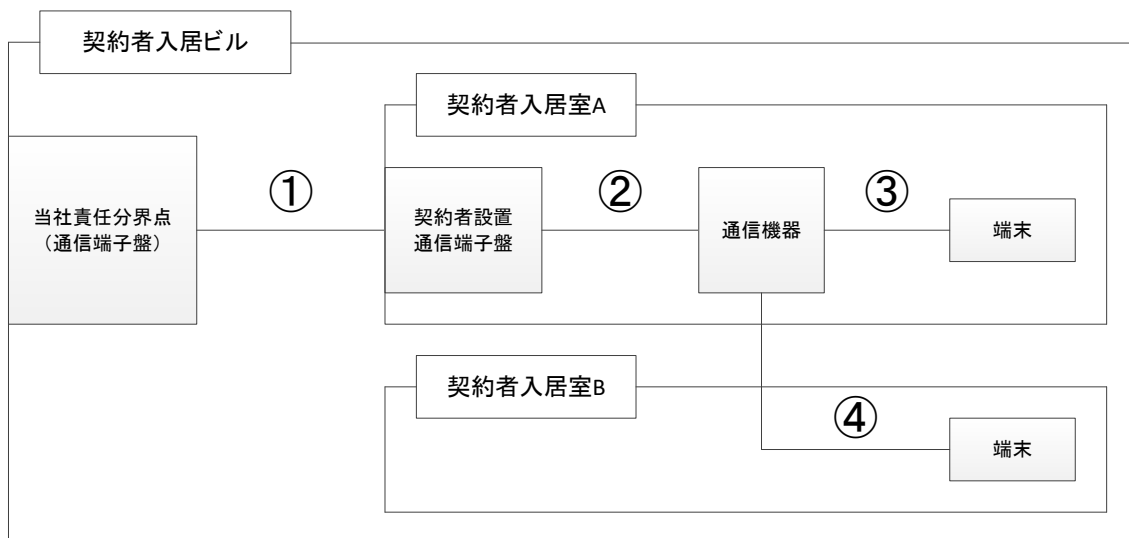 契約者入居ビル
契約者入居室A
①
②
③
当社責任分界点
（通信端子盤）
契約者設置
通信端子盤
通信機器
端末
契約者入居室B
④
端末